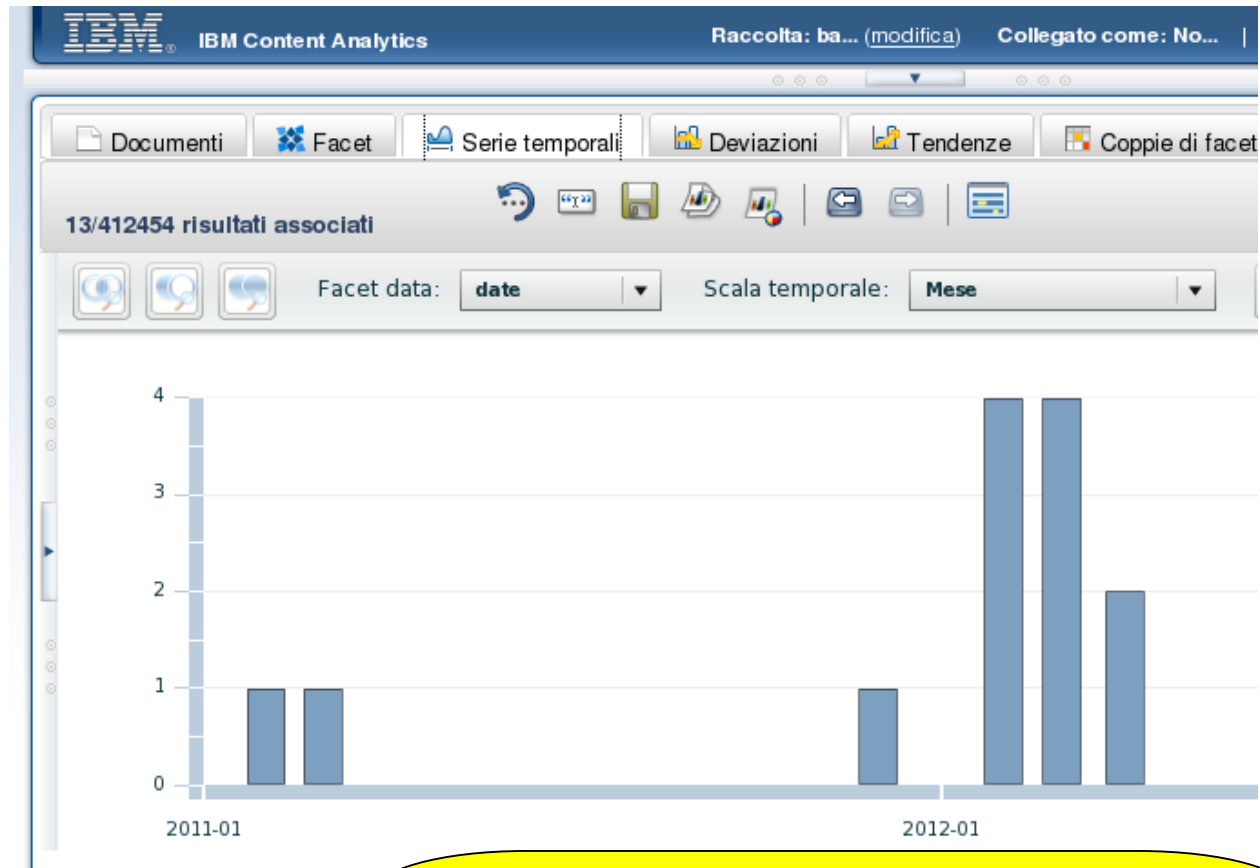 IBM® IBM Content Analytics Raccolta: ba... (modifica) Collegato come: No... |
Documenti Facet Serie temporali Deviazioni Tendenze Coppie di facet
13/412454 risultati associati
Facet data: date Scala temporale: Mese
4
3
2
1
0
2011-01 2012-01